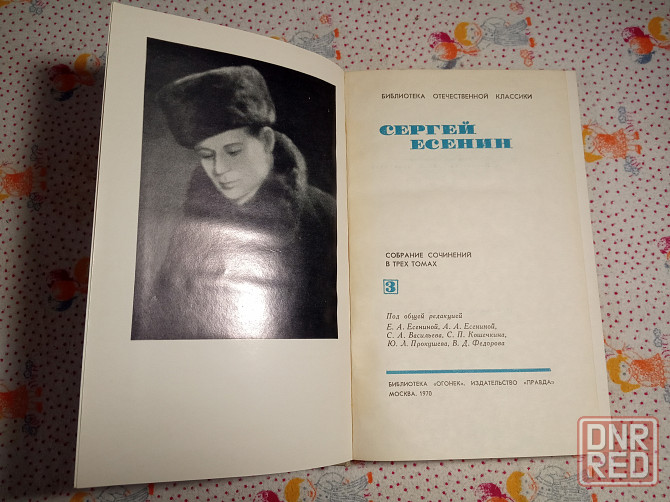 БИБЛИОТЕКА ОТЕЧЕСТВЕННОЙ КЛАССИКИ
СЕРГЕЙ
ЕСЕНИН
СОБРАНИЕ СОЧИНЕНИЙ
В ТРЕХ ТОМАХ
3
Под общей редакцией
Е. А. Есениной, А. А. Есениной,
С. А. Васильева, С. П. Кошечкина,
Ю. Л. Прокушева, В. Д. Федорова
БИБЛИОТЕКА «ОГОНЕК». ИЗДАТЕЛЬСТВО «ПРАВДА»
МОСКВА. 1970
DNR
RED